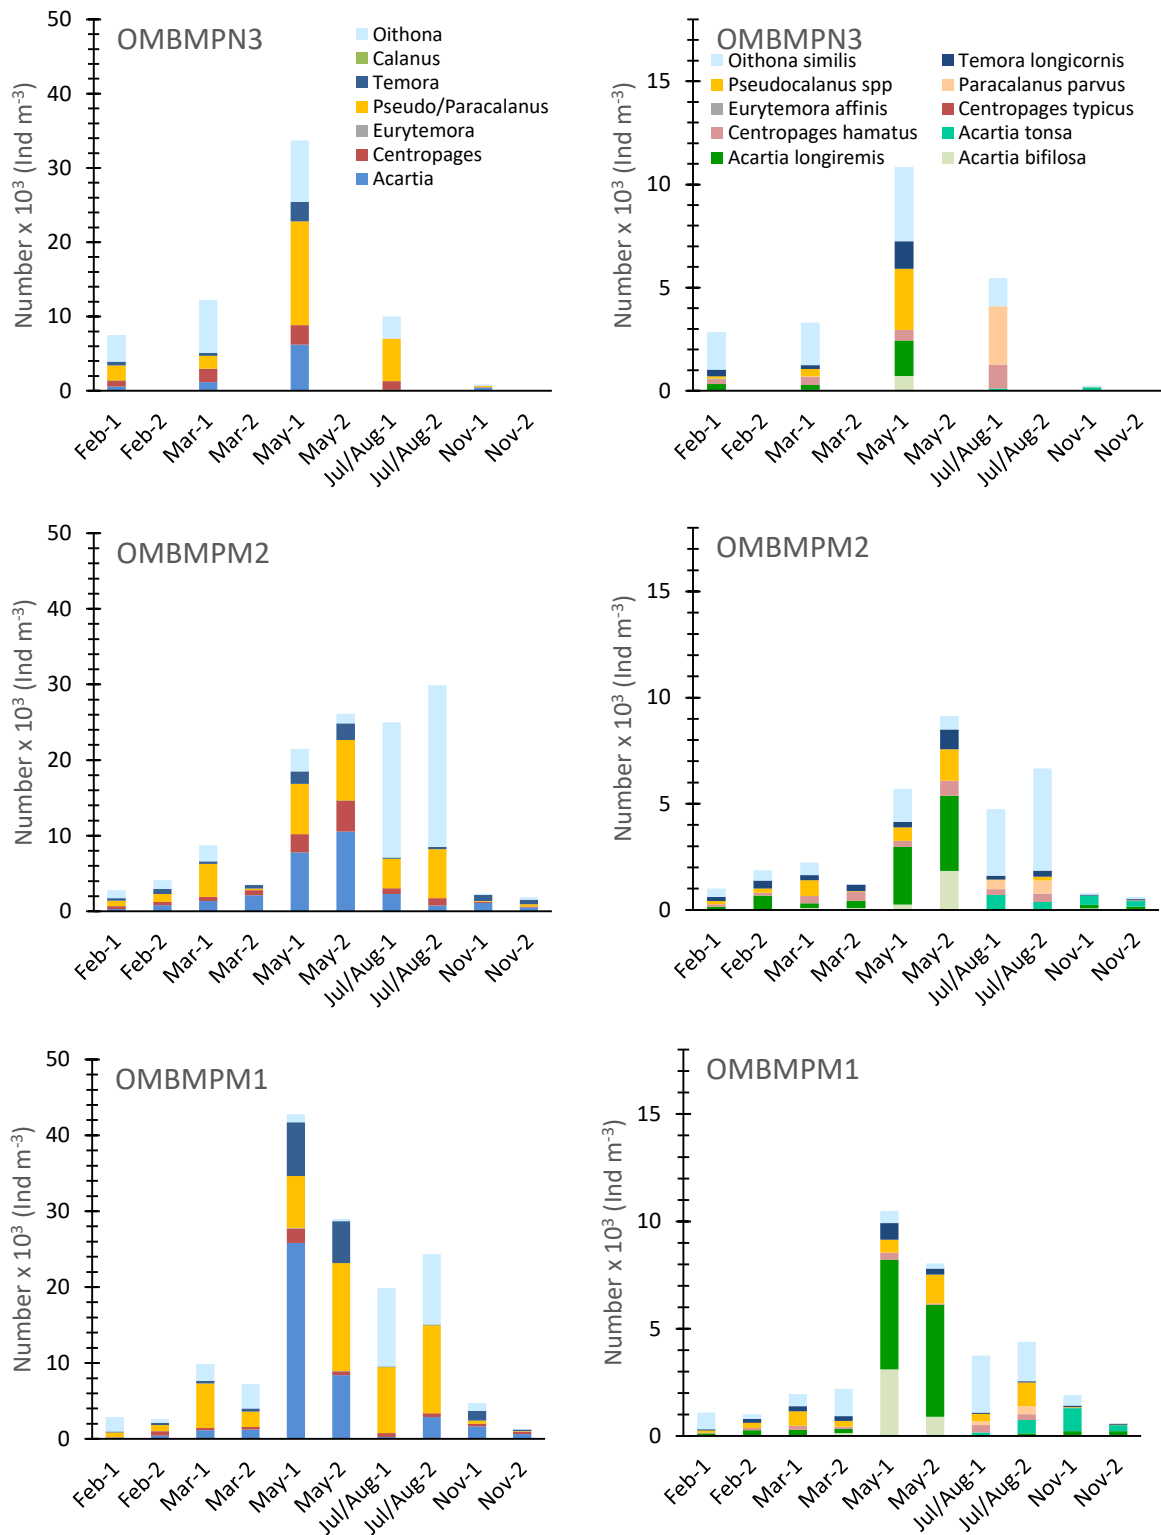 OMBMPN3
Oithona
Calanus
Temora
Pseudo/Paracalanus
Eurytemora
Centropages
Acartia
50
40
30
20
10
0
Number x 10³ (Ind m⁻³)
Feb-1
Feb-2
Mar-1
Mar-2
May-1
May-2
Jul/Aug-1
Jul/Aug-2
Nov-1
Nov-2
OMBMPN3
Oithona similis
Temora longicornis
Pseudocalanus spp
Paracalanus parvus
Eurytemora affinis
Centropages typicus
Centropages hamatus
Acartia tonsa
Acartia longiremis
Acartia bifilosa
15
10
5
0
Number x 10³ (Ind m⁻³)
Feb-1
Feb-2
Mar-1
Mar-2
May-1
May-2
Jul/Aug-1
Jul/Aug-2
Nov-1
Nov-2
OMBMPM2
50
40
30
20
10
0
Number x 10³ (Ind m⁻³)
Feb-1
Feb-2
Mar-1
Mar-2
May-1
May-2
Jul/Aug-1
Jul/Aug-2
Nov-1
Nov-2
OMBMPM2
15
10
5
0
Number x 10³ (Ind m⁻³)
Feb-1
Feb-2
Mar-1
Mar-2
May-1
May-2
Jul/Aug-1
Jul/Aug-2
Nov-1
Nov-2
OMBMPM1
50
40
30
20
10
0
Number x 10³ (Ind m⁻³)
Feb-1
Feb-2
Mar-1
Mar-2
May-1
May-2
Jul/Aug-1
Jul/Aug-2
Nov-1
Nov-2
OMBMPM1
15
10
5
0
Number x 10³ (Ind m⁻³)
Feb-1
Feb-2
Mar-1
Mar-2
May-1
May-2
Jul/Aug-1
Jul/Aug-2
Nov-1
Nov-2